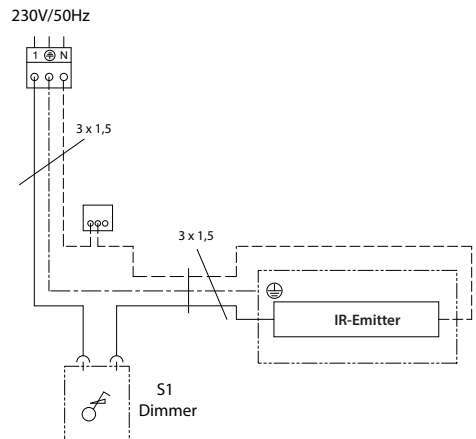 230V/50Hz
1 N
3 x 1,5
3 x 1,5
IR-Emitter
S1
Dimmer